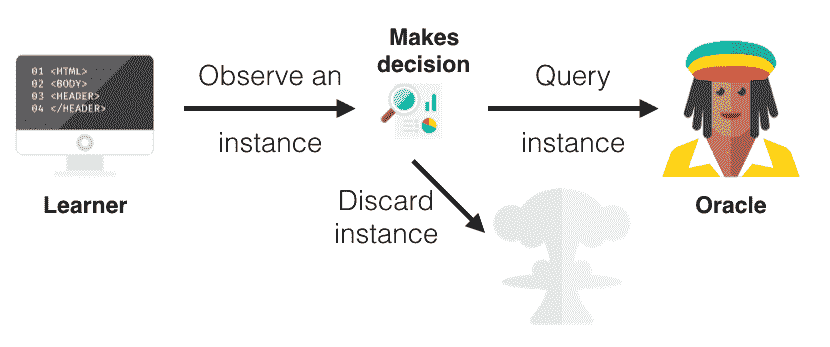 01 <HTML>
02 <BODY>
03 <HEADER>
04 </HEADER>
Learner
Observe an
instance
Makes
decision
Query
instance
Discard
instance
Oracle